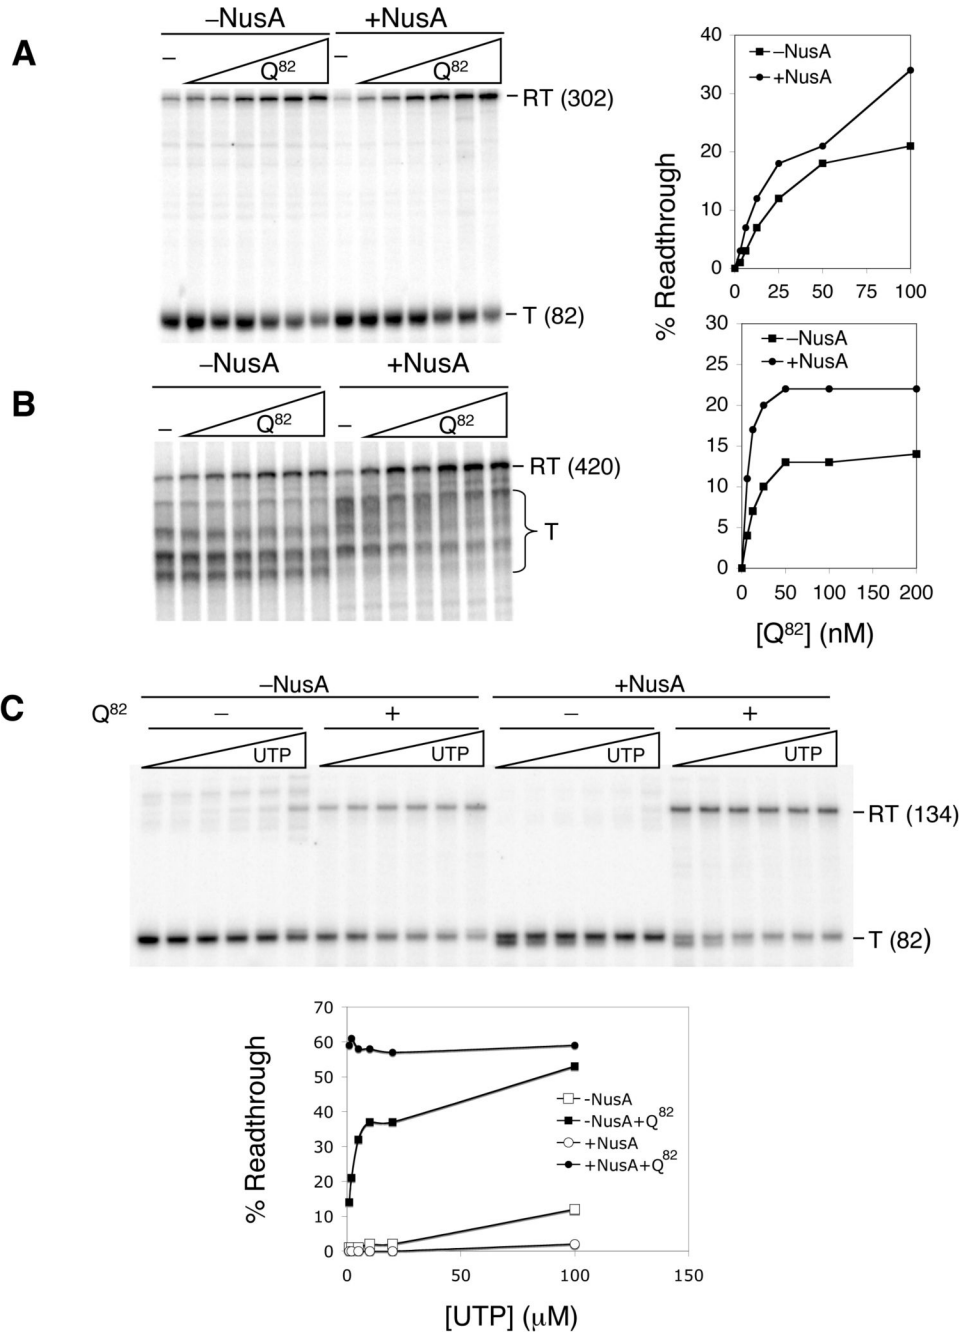 A
–NusA
+NusA
–
Q82
–
Q82
RT (302)
T (82)
% Readthrough
40
30
20
10
0
–NusA
+NusA
0
25
50
75
100
B
–NusA
+NusA
–
Q82
–
Q82
RT (420)
T
30
25
20
15
10
5
0
–NusA
+NusA
0
50
100
150
200
[Q82] (nM)
C
–NusA
+NusA
Q82
–
+
–
+
UTP
UTP
UTP
UTP
RT (134)
T (82)
% Readthrough
70
60
50
40
30
20
10
0
-NusA
-NusA+Q82
+NusA
+NusA+Q82
0
50
100
150
[UTP] (μM)